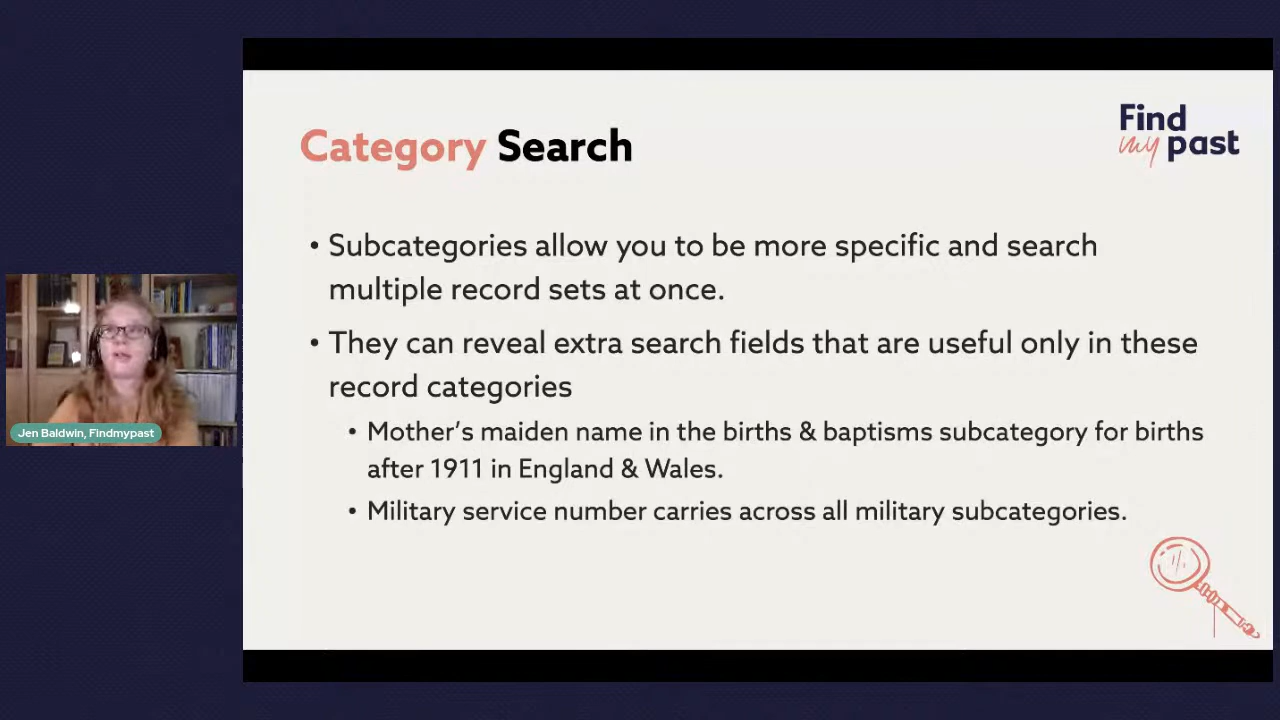 Category Search
Find
my past
• Subcategories allow you to be more specific and search
multiple record sets at once.
• They can reveal extra search fields that are useful only in these
record categories
• Mother’s maiden name in the births & baptisms subcategory for births
after 1911 in England & Wales.
• Military service number carries across all military subcategories.
Jen Baldwin, Findmypast